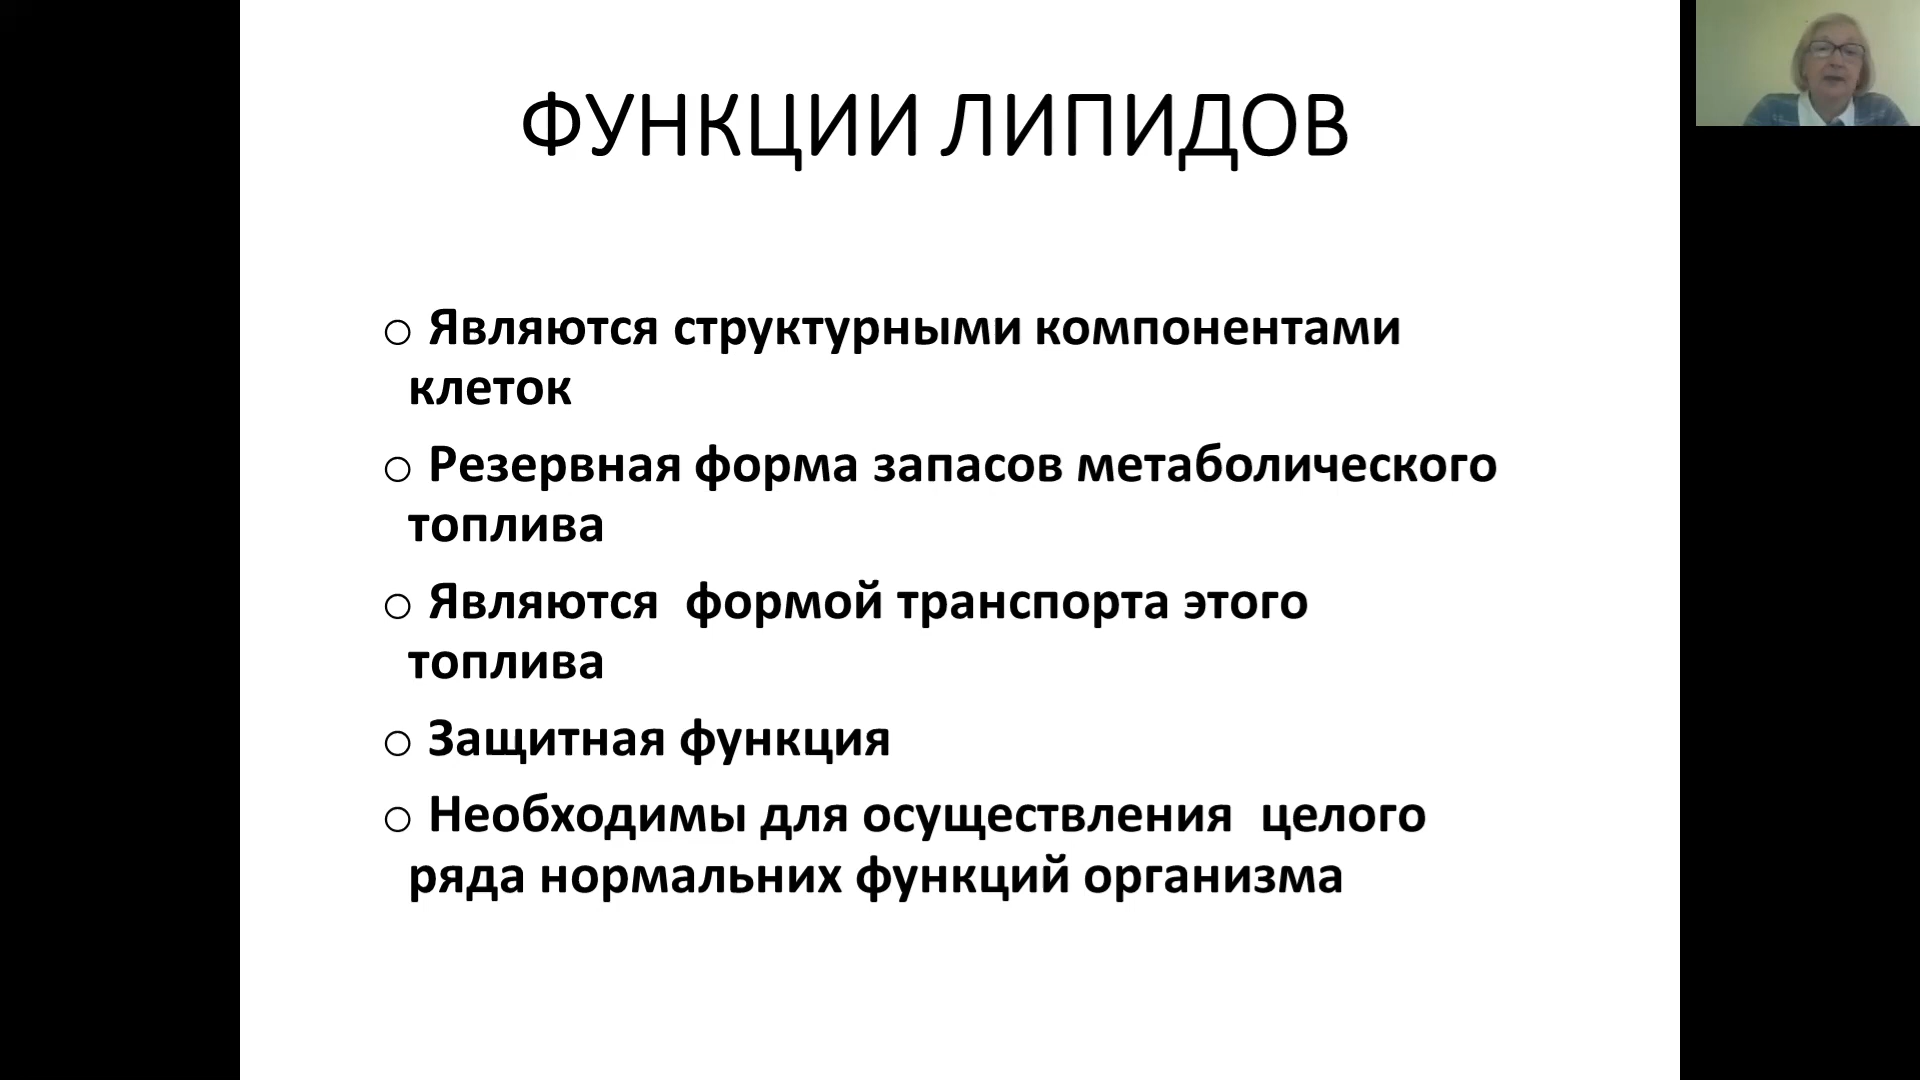 ФУНКЦИИ ЛИПИДОВ
o Являются структурными компонентами
клеток
o Резервная форма запасов метаболического
топлива
o Являются  формой транспорта этого
топлива
o Защитная функция
o Необходимы для осуществления  целого
ряда нормальних функций организма